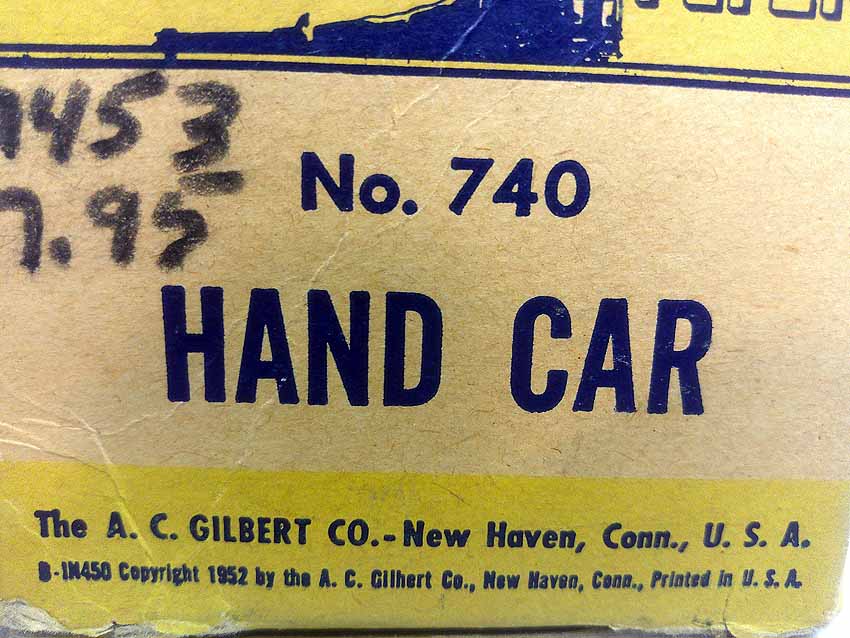 453
7.95
No. 740
HAND CAR
The A. C. GILBERT CO.-New Haven, Conn., U. S. A.
B-1N450 Copyright 1952 by the A. C. Gilbert Co., New Haven, Conn., Printed in U. S. A.